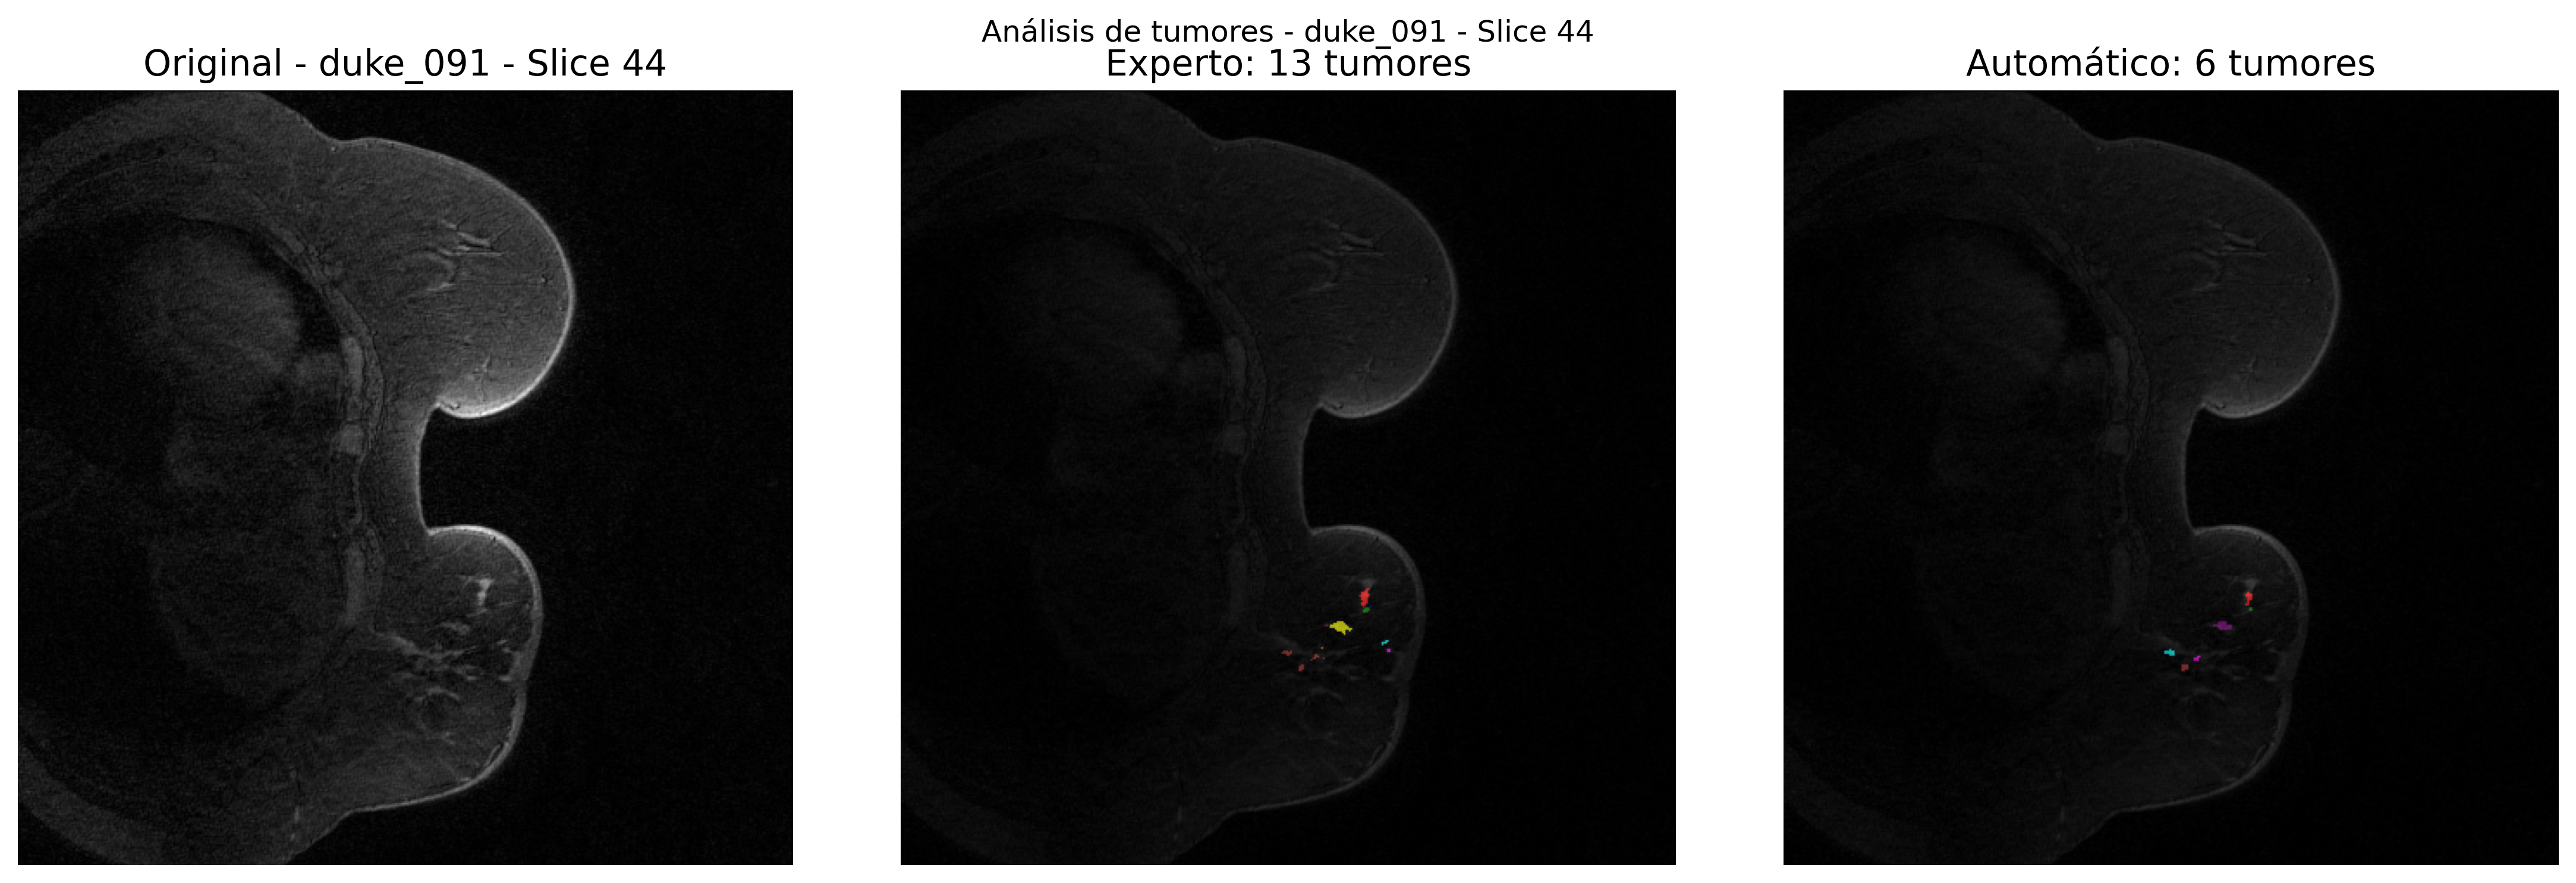 Análisis de tumores - duke_091 - Slice 44
Original - duke_091 - Slice 44
Experto: 13 tumores
Automático: 6 tumores